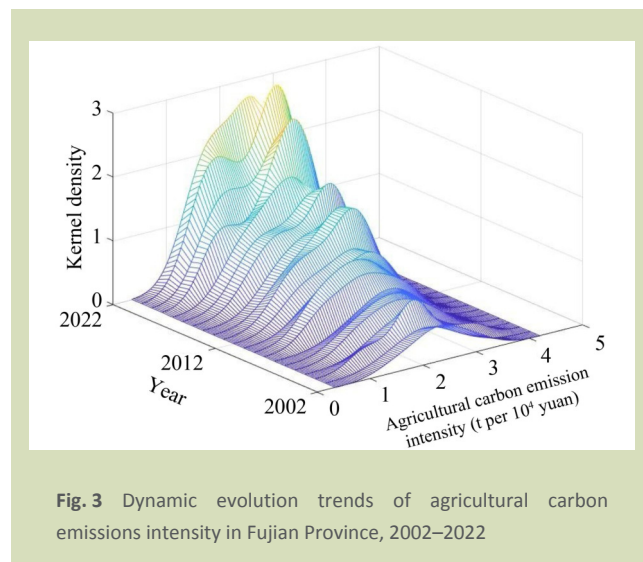 3
2
1
0
Kernel density
2022
2012
2002
Year
0
1
2
3
4
5
Agricultural carbon emission
intensity (t per 10⁴ yuan)
Fig. 3 Dynamic evolution trends of agricultural carbon
emissions intensity in Fujian Province, 2002–2022